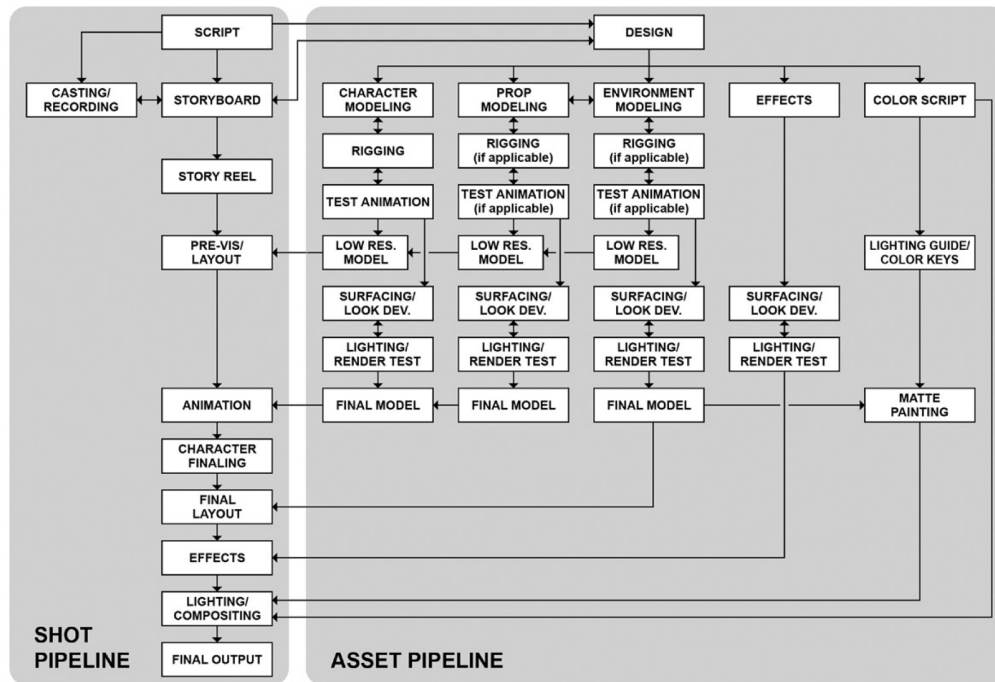 SCRIPT
DESIGN
CASTING/
RECORDING
STORYBOARD
CHARACTER
MODELING
PROP
MODELING
ENVIRONMENT
MODELING
EFFECTS
COLOR SCRIPT
STORY REEL
RIGGING
RIGGING
(if applicable)
RIGGING
(if applicable)
TEST ANIMATION
TEST ANIMATION
(if applicable)
TEST ANIMATION
(if applicable)
PRE-VIS/
LAYOUT
LOW RES.
MODEL
LOW RES.
MODEL
LOW RES.
MODEL
LIGHTING GUIDE/
COLOR KEYS
SURFACING/
LOOK DEV.
SURFACING/
LOOK DEV.
SURFACING/
LOOK DEV.
SURFACING/
LOOK DEV.
LIGHTING/
RENDER TEST
LIGHTING/
RENDER TEST
LIGHTING/
RENDER TEST
LIGHTING/
RENDER TEST
ANIMATION
FINAL MODEL
FINAL MODEL
FINAL MODEL
MATTE
PAINTING
CHARACTER
FINALING
FINAL
LAYOUT
EFFECTS
LIGHTING/
COMPOSITING
FINAL OUTPUT
SHOT
PIPELINE
ASSET PIPELINE